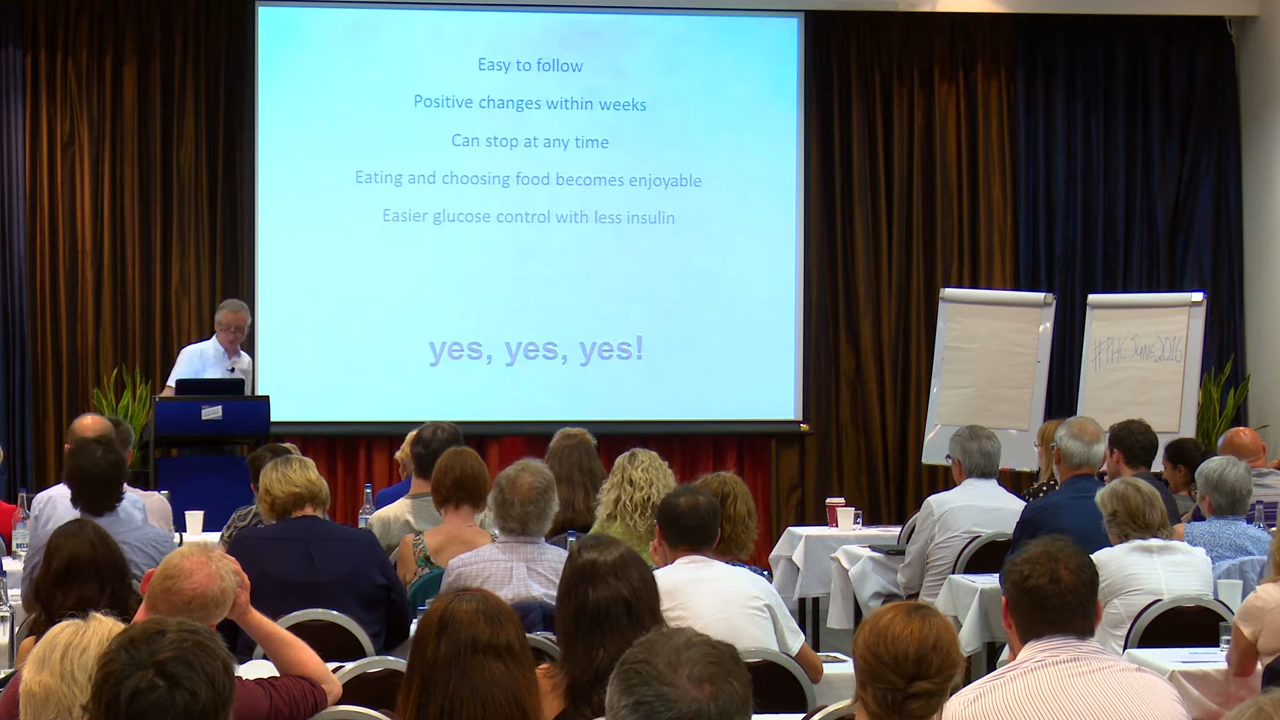 Easy to follow
Positive changes within weeks
Can stop at any time
Eating and choosing food becomes enjoyable
Easier glucose control with less insulin
yes, yes, yes!
#PHCJUNE2016